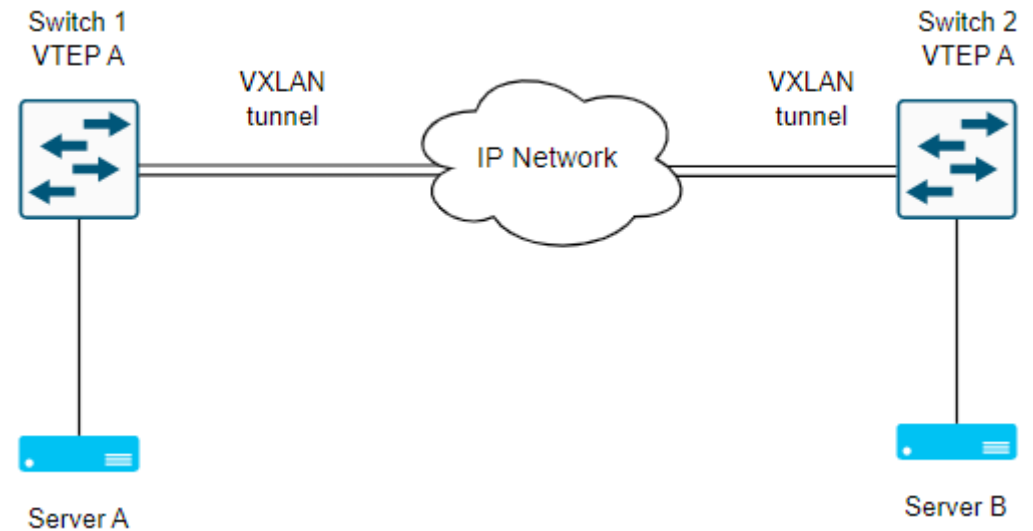 Switch 1
VTEP A
Switch 2
VTEP A
VXLAN
tunnel
VXLAN
tunnel
IP Network
Server A
Server B